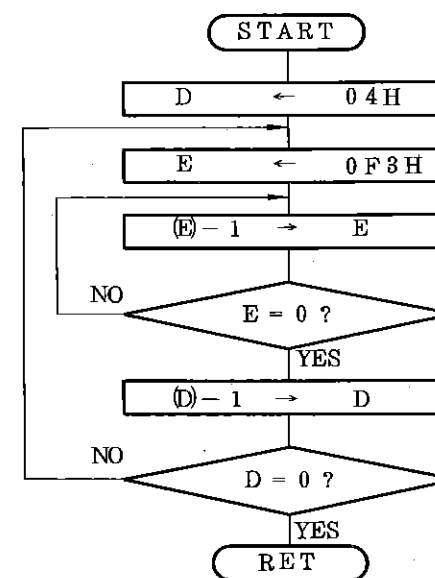 START
D ← 04H
E ← 0F3H
(E)-1 → E
NO
E = 0 ?
YES
(D)-1 → D
NO
D = 0 ?
YES
RET